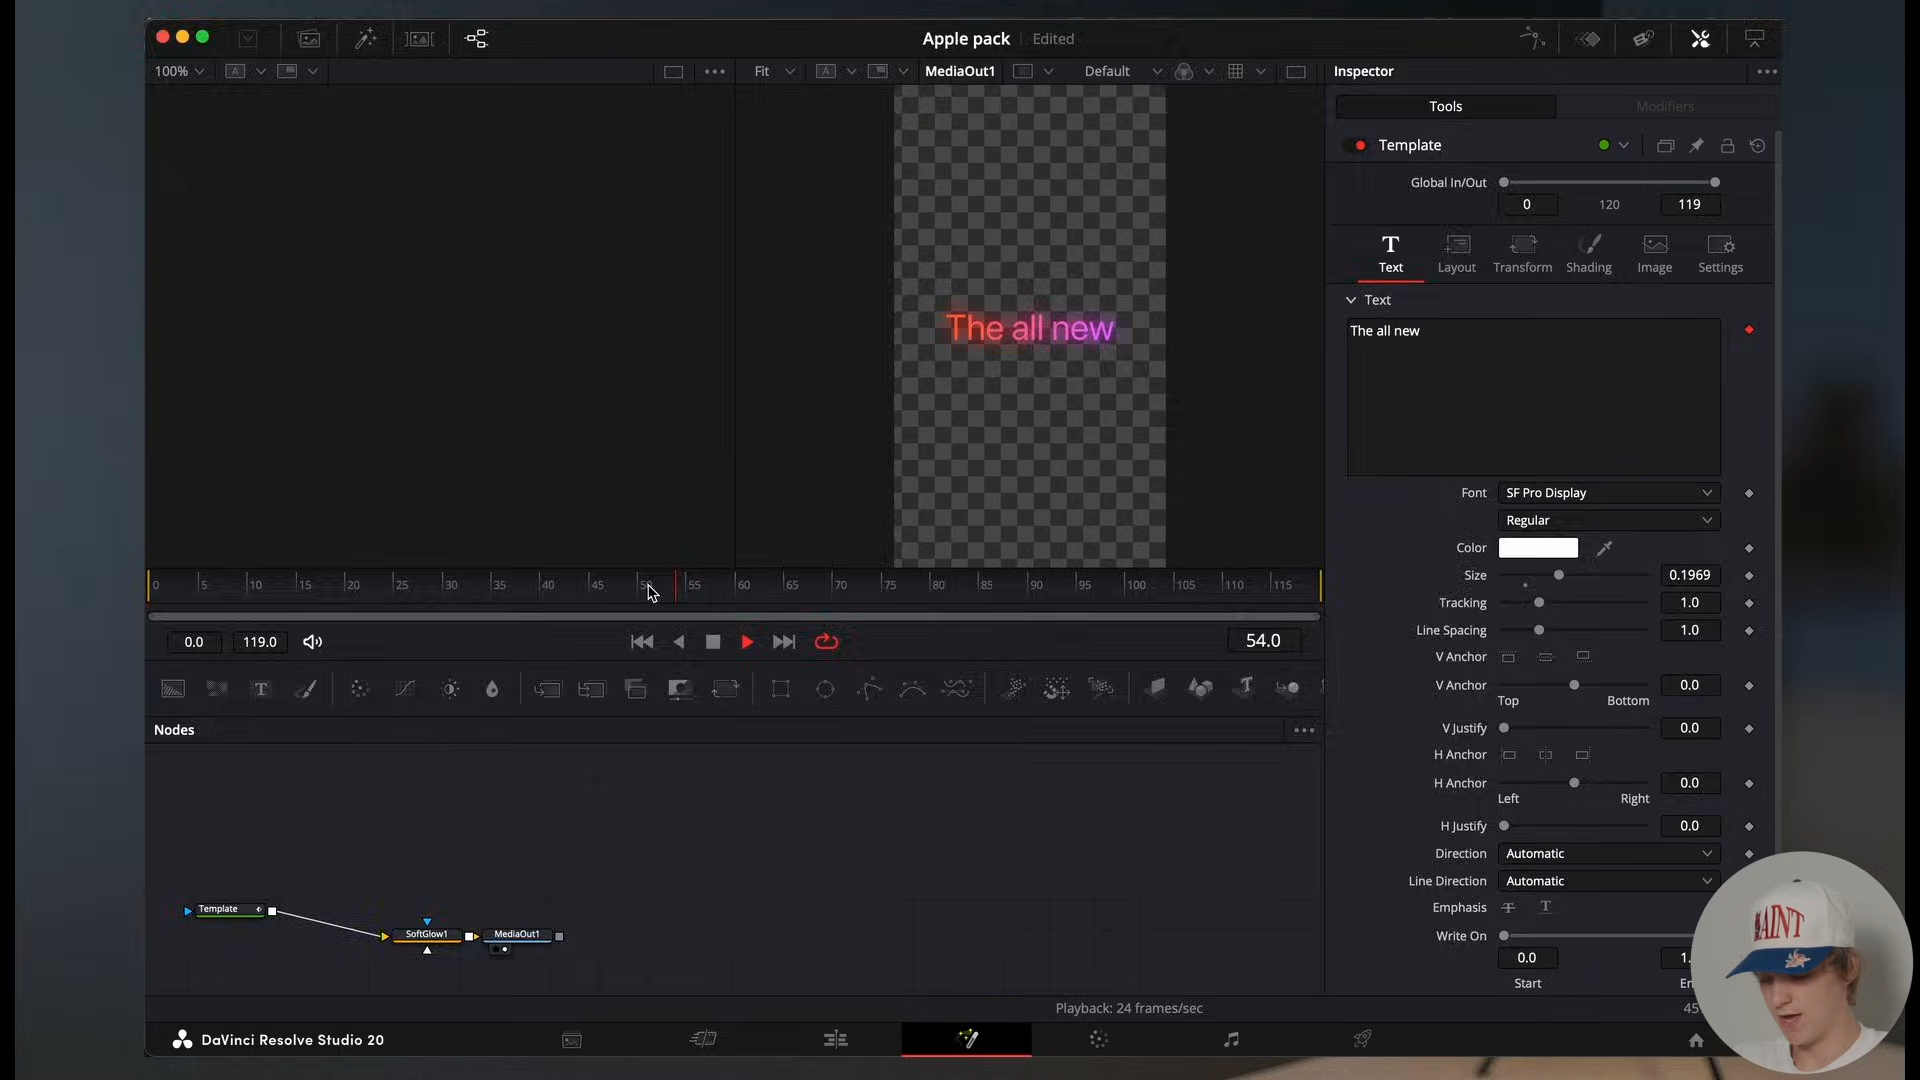 Apple pack
Edited
100%
A
Fit
A
MediaOut1
Default
Inspector
Tools
Modifiers
Template
Global In/Out
0
120
119
T
Text
Layout
Transform
Shading
Image
Settings
Text
The all new
The all new
Font
SF Pro Display
Regular
Color
Size
0.1969
Tracking
1.0
Line Spacing
1.0
V Anchor
V Anchor
0.0
Top
Bottom
V Justify
0.0
H Anchor
H Anchor
0.0
Left
Right
H Justify
0.0
Direction
Automatic
Line Direction
Automatic
Emphasis
T
T
Write On
0.0
1.
Start
En
0 5 10 15 20 25 30 35 40 45 50 55 60 65 70 75 80 85 90 95 100 105 110 115
0.0
119.0
54.0
T
T
Nodes
Template
SoftGlow1
MediaOut1
Playback: 24 frames/sec
45
DaVinci Resolve Studio 20